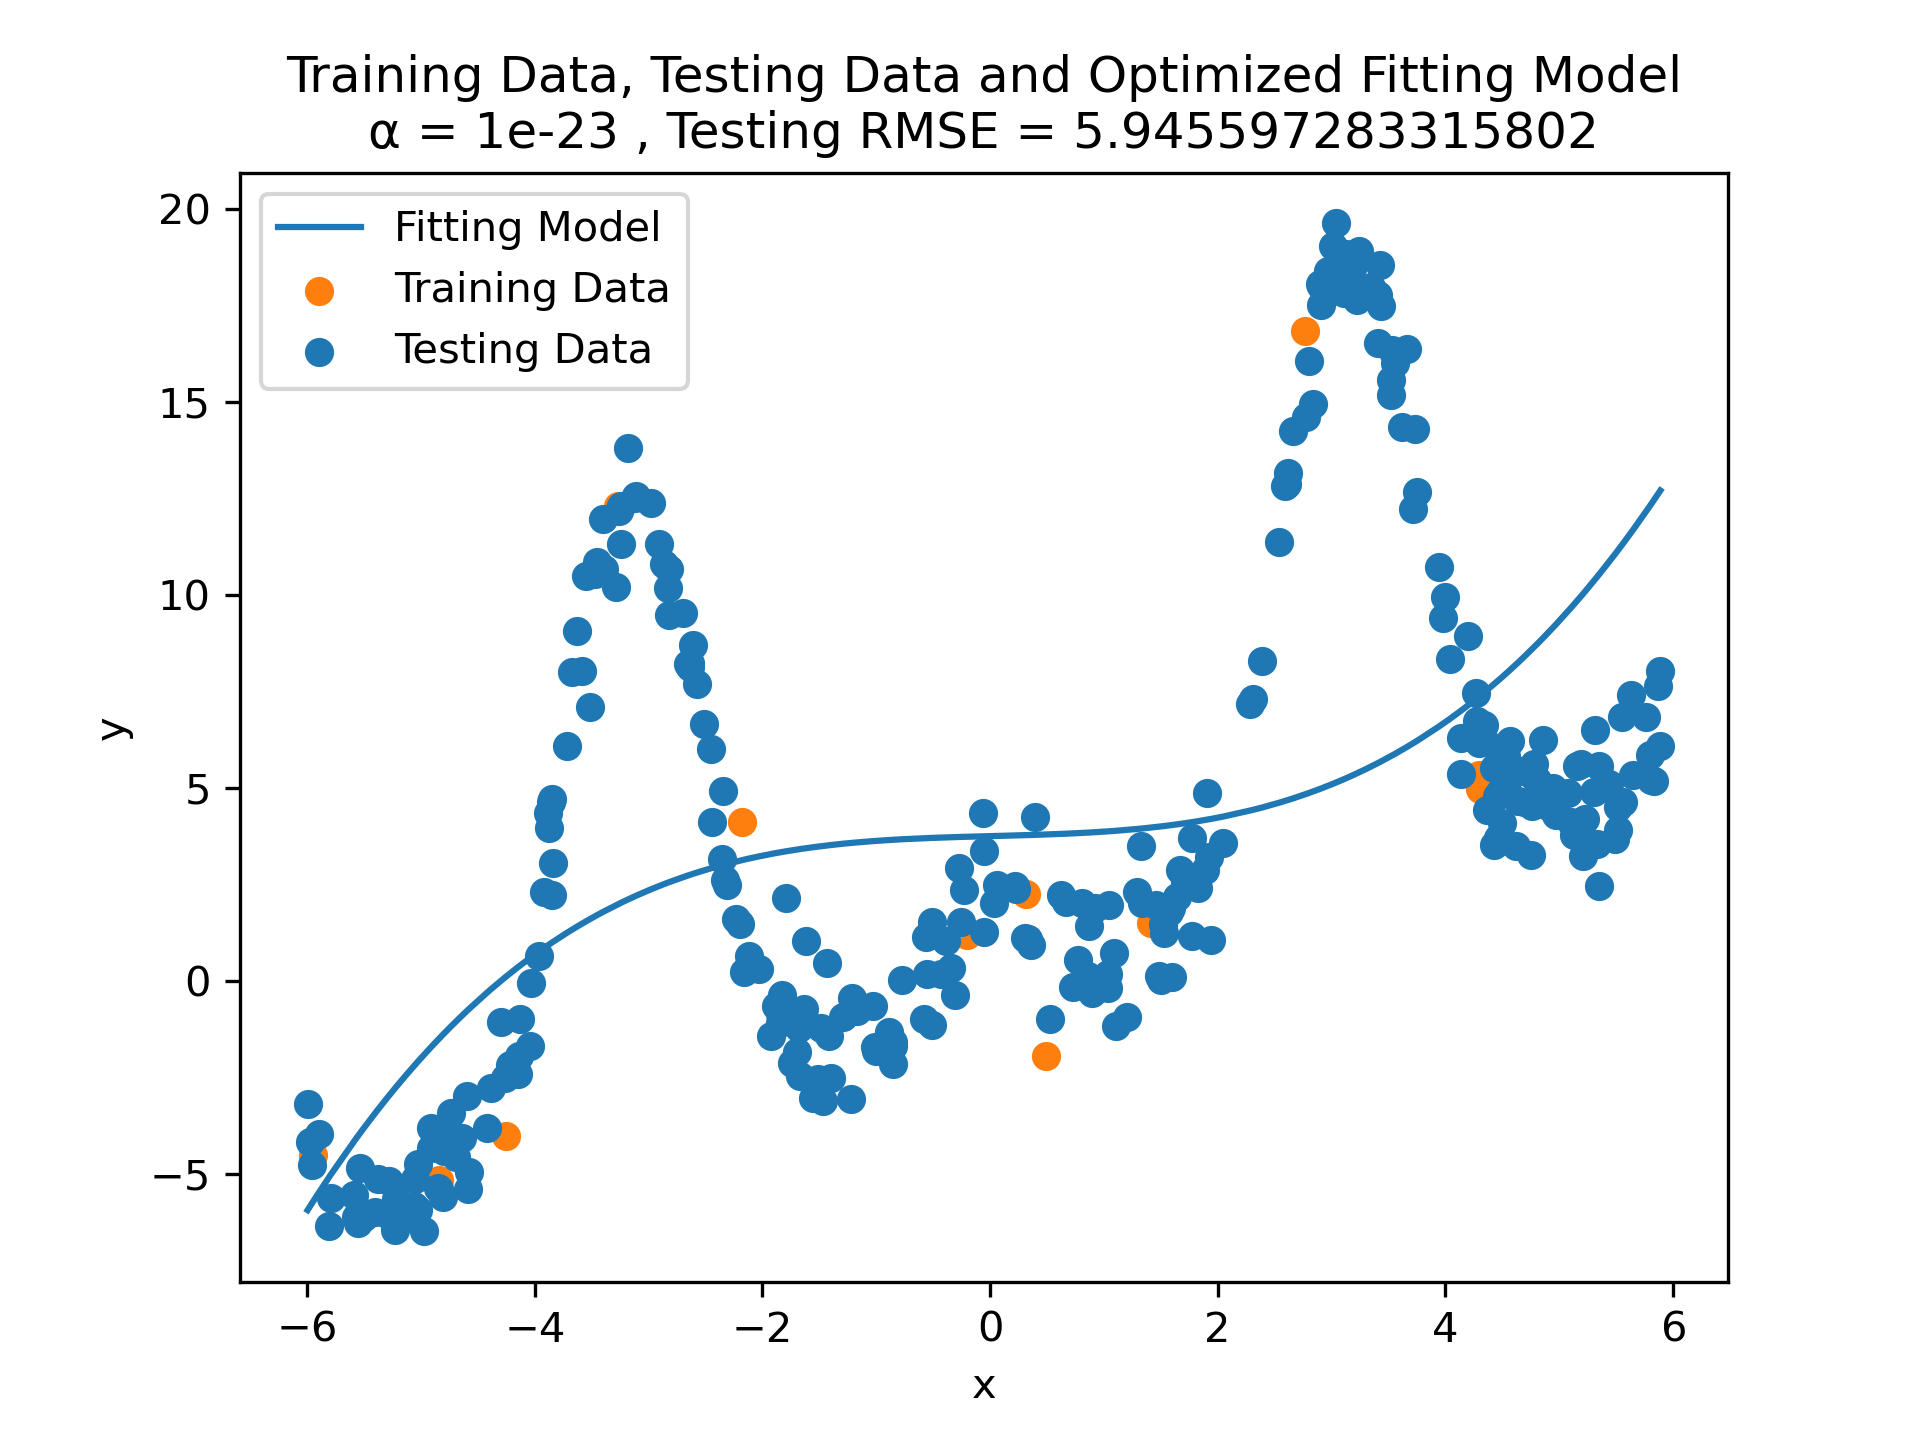 Training Data, Testing Data and Optimized Fitting Model
α = 1e-23 , Testing RMSE = 5.945597283315802
Fitting Model
Training Data
Testing Data
20
15
10
5
0
−5
y
−6 −4 −2 0 2 4 6
x